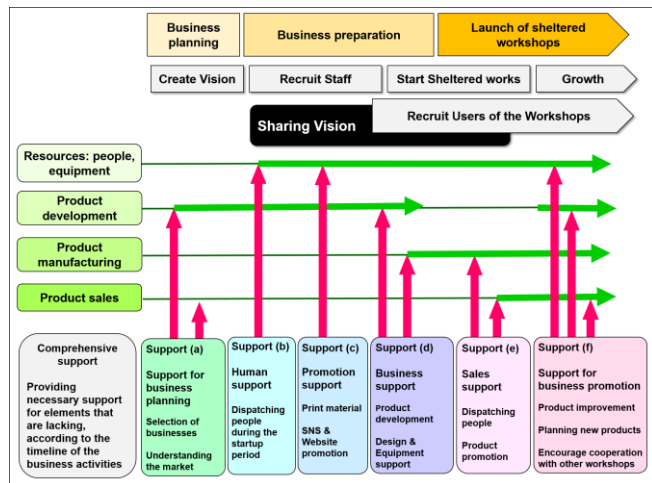 Business
planning
Business preparation
Launch of sheltered
workshops
Create Vision
Recruit Staff
Start Sheltered works
Growth
Sharing Vision
Recruit Users of the Workshops
Resources: people,
equipment
Product
development
Product
manufacturing
Product sales
Comprehensive
support
Providing
necessary support
for elements that
are lacking,
according to the
timeline of the
business activities
Support (a)
Support for
business
planning
Selection of
businesses
Understanding
the market
Support (b)
Human
support
Dispatching
people
during the
startup
period
Support (c)
Promotion
support
Print material
SNS &
Website
promotion
Support (d)
Business
support
Product
development
Design &
Equipment
support
Support (e)
Sales
support
Dispatching
people
Product
promotion
Support (f)
Support for
business promotion
Product improvement
Planning new products
Encourage cooperation
with other workshops